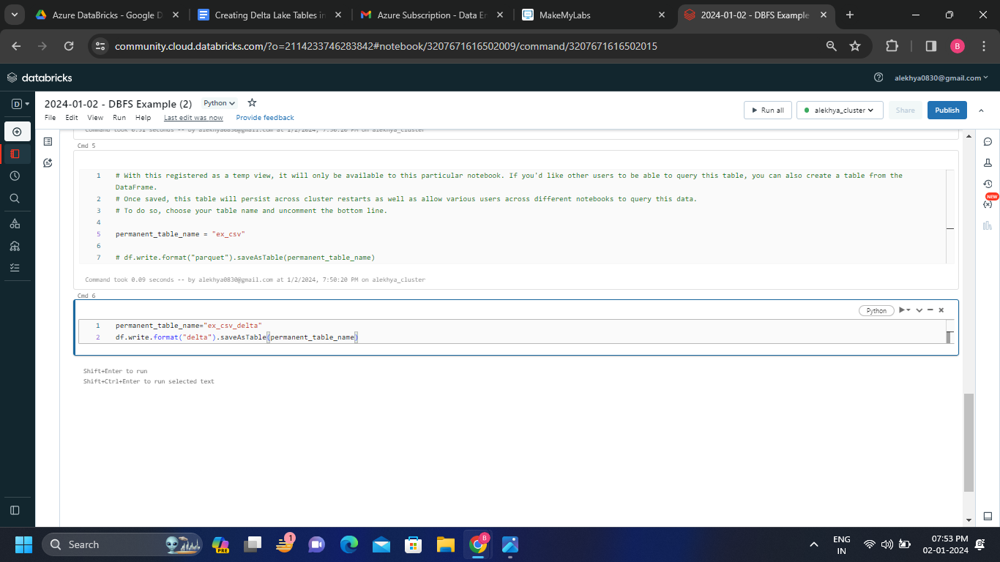 Azure DataBricks - Google D
Creating Delta Lake Tables in
Azure Subscription - Data En
MakeMyLabs
2024-01-02 - DBFS Example
community.cloud.databricks.com/?o=2114233746283842#notebook/3207671616502009/command/3207671616502015
B
databricks
alekhya0830@gmail.com
D
2024-01-02 - DBFS Example (2)
Python
File Edit View Run Help Last edit was now Provide feedback
Run all
alekhya_cluster
Share
Publish
Command took 0.51 seconds -- by alekhya0830@gmail.com at 1/2/2024, 7:50:20 PM on alekhya_cluster
Cmd 5
1 # With this registered as a temp view, it will only be available to this particular notebook. If you'd like other users to be able to query this table, you can also create a table from the
DataFrame.
2 # Once saved, this table will persist across cluster restarts as well as allow various users across different notebooks to query this data.
3 # To do so, choose your table name and uncomment the bottom line.
4
5 permanent_table_name = "ex_csv"
6
7 # df.write.format("parquet").saveAsTable(permanent_table_name)
Command took 0.09 seconds -- by alekhya0830@gmail.com at 1/2/2024, 7:50:20 PM on alekhya_cluster
Cmd 6
Python
1 permanent_table_name="ex_csv_delta"
2 df.write.format("delta").saveAsTable(permanent_table_name)
Shift+Enter to run
Shift+Ctrl+Enter to run selected text
NEW
Search
PRE
1
B
ENG
IN
07:53 PM
02-01-2024